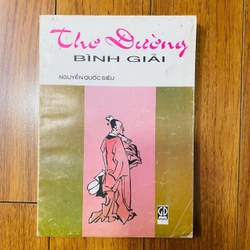 Thơ Đường
BÌNH GIẢI
NGUYỄN QUỐC SIÊU